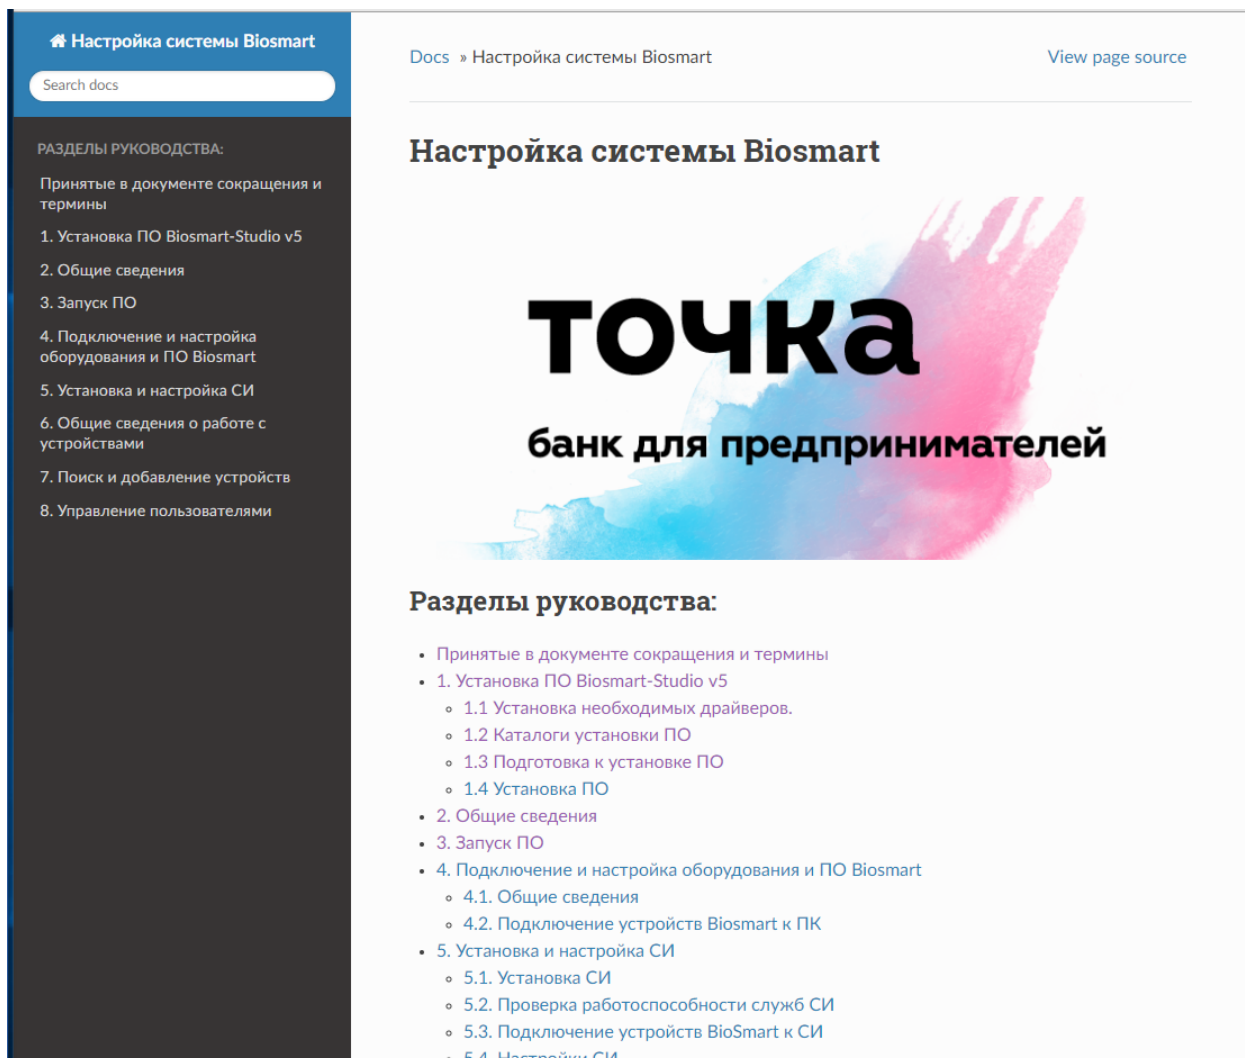 Настройка системы Biosmart
Search docs
РАЗДЕЛЫ РУКОВОДСТВА:
Принятые в документе сокращения и
термины
1. Установка ПО Biosmart-Studio v5
2. Общие сведения
3. Запуск ПО
4. Подключение и настройка
оборудования и ПО Biosmart
5. Установка и настройка СИ
6. Общие сведения о работе с
устройствами
7. Поиск и добавление устройств
8. Управление пользователями
Docs » Настройка системы Biosmart
View page source
Настройка системы Biosmart
точка
банк для предпринимателей
Разделы руководства:
Принятые в документе сокращения и термины
1. Установка ПО Biosmart-Studio v5
1.1 Установка необходимых драйверов.
1.2 Каталоги установки ПО
1.3 Подготовка к установке ПО
1.4 Установка ПО
2. Общие сведения
3. Запуск ПО
4. Подключение и настройка оборудования и ПО Biosmart
4.1. Общие сведения
4.2. Подключение устройств Biosmart к ПК
5. Установка и настройка СИ
5.1. Установка СИ
5.2. Проверка работоспособности служб СИ
5.3. Подключение устройств BioSmart к СИ
5.4. Настройки СИ